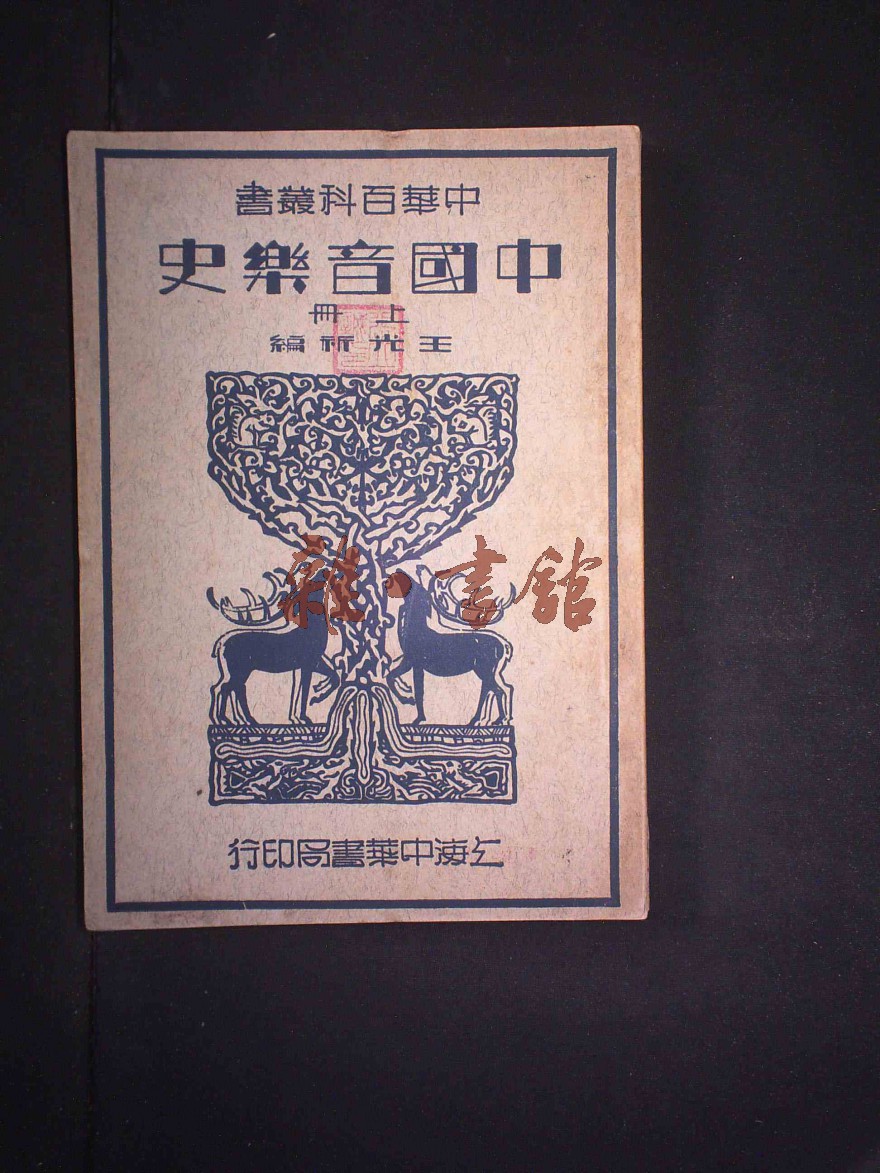 中華百科叢書
中國音樂史
上冊
王光祈編
雜·書館
上海中華書局印行